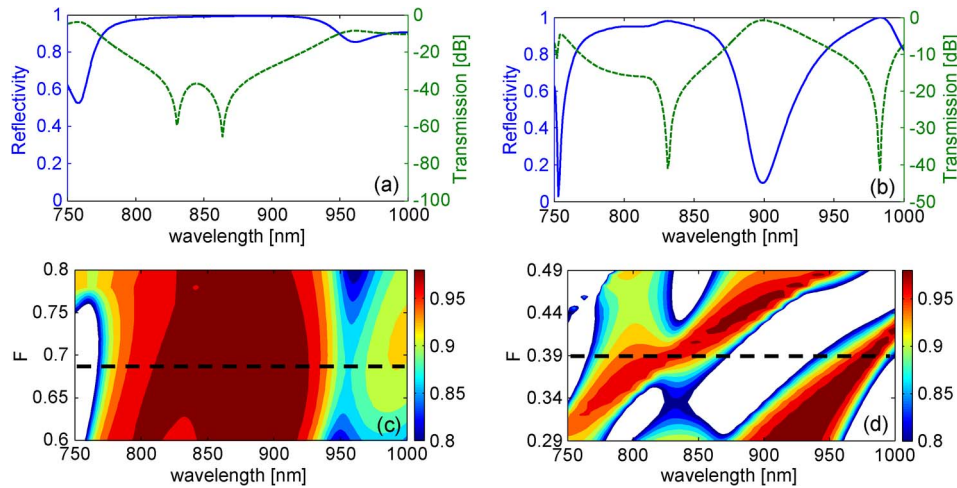 1
0.8
0.6
0.4
0.2
0
Reflectivity
750 800 850 900 950 1000
wavelength [nm]
0
-20
-40
-60
-80
-100
Transmission [dB]
(a)
1
0.8
0.6
0.4
0.2
0
Reflectivity
750 800 850 900 950 1000
wavelength [nm]
0
-10
-20
-30
-40
-50
Transmission [dB]
(b)
0.8
0.7
0.6
F
750 800 850 900 950 1000
wavelength [nm]
(c)
0.95
0.9
0.85
0.8
0.49
0.44
0.39
0.34
0.29
F
750 800 850 900 950 1000
wavelength [nm]
(d)
0.95
0.9
0.85
0.8